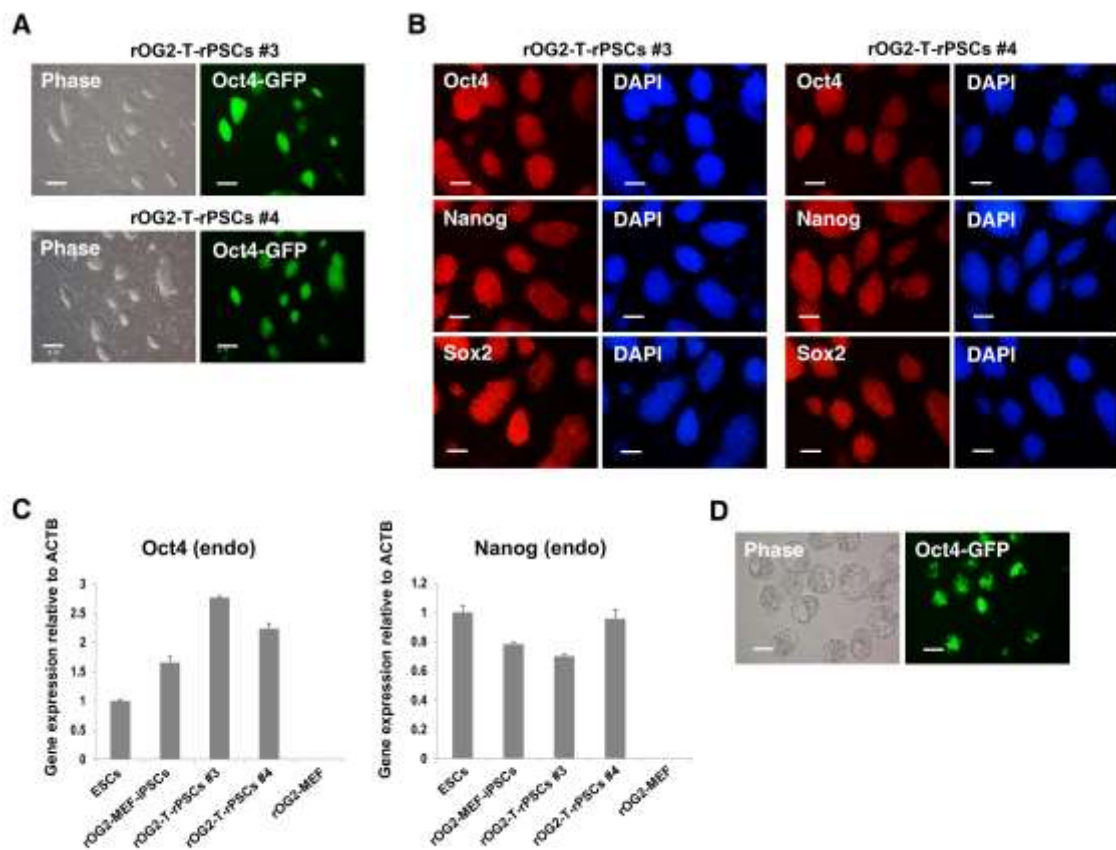 A
rOG2-T-rPSCs #3
Phase
Oct4-GFP
rOG2-T-rPSCs #4
Phase
Oct4-GFP
B
rOG2-T-rPSCs #3
rOG2-T-rPSCs #4
Oct4
DAPI
Oct4
DAPI
Nanog
DAPI
Nanog
DAPI
Sox2
DAPI
Sox2
DAPI
C
Gene expression relative to ACTB
Oct4 (endo)
3
2.5
2
1.5
1
0.5
0
ESCs
rOG2-MEF-iPSCs
rOG2-T-rPSCs #3
rOG2-T-rPSCs #4
rOG2-MEF
Gene expression relative to ACTB
Nanog (endo)
1.2
1
0.8
0.6
0.4
0.2
0
ESCs
rOG2-MEF-iPSCs
rOG2-T-rPSCs #3
rOG2-T-rPSCs #4
rOG2-MEF
D
Phase
Oct4-GFP